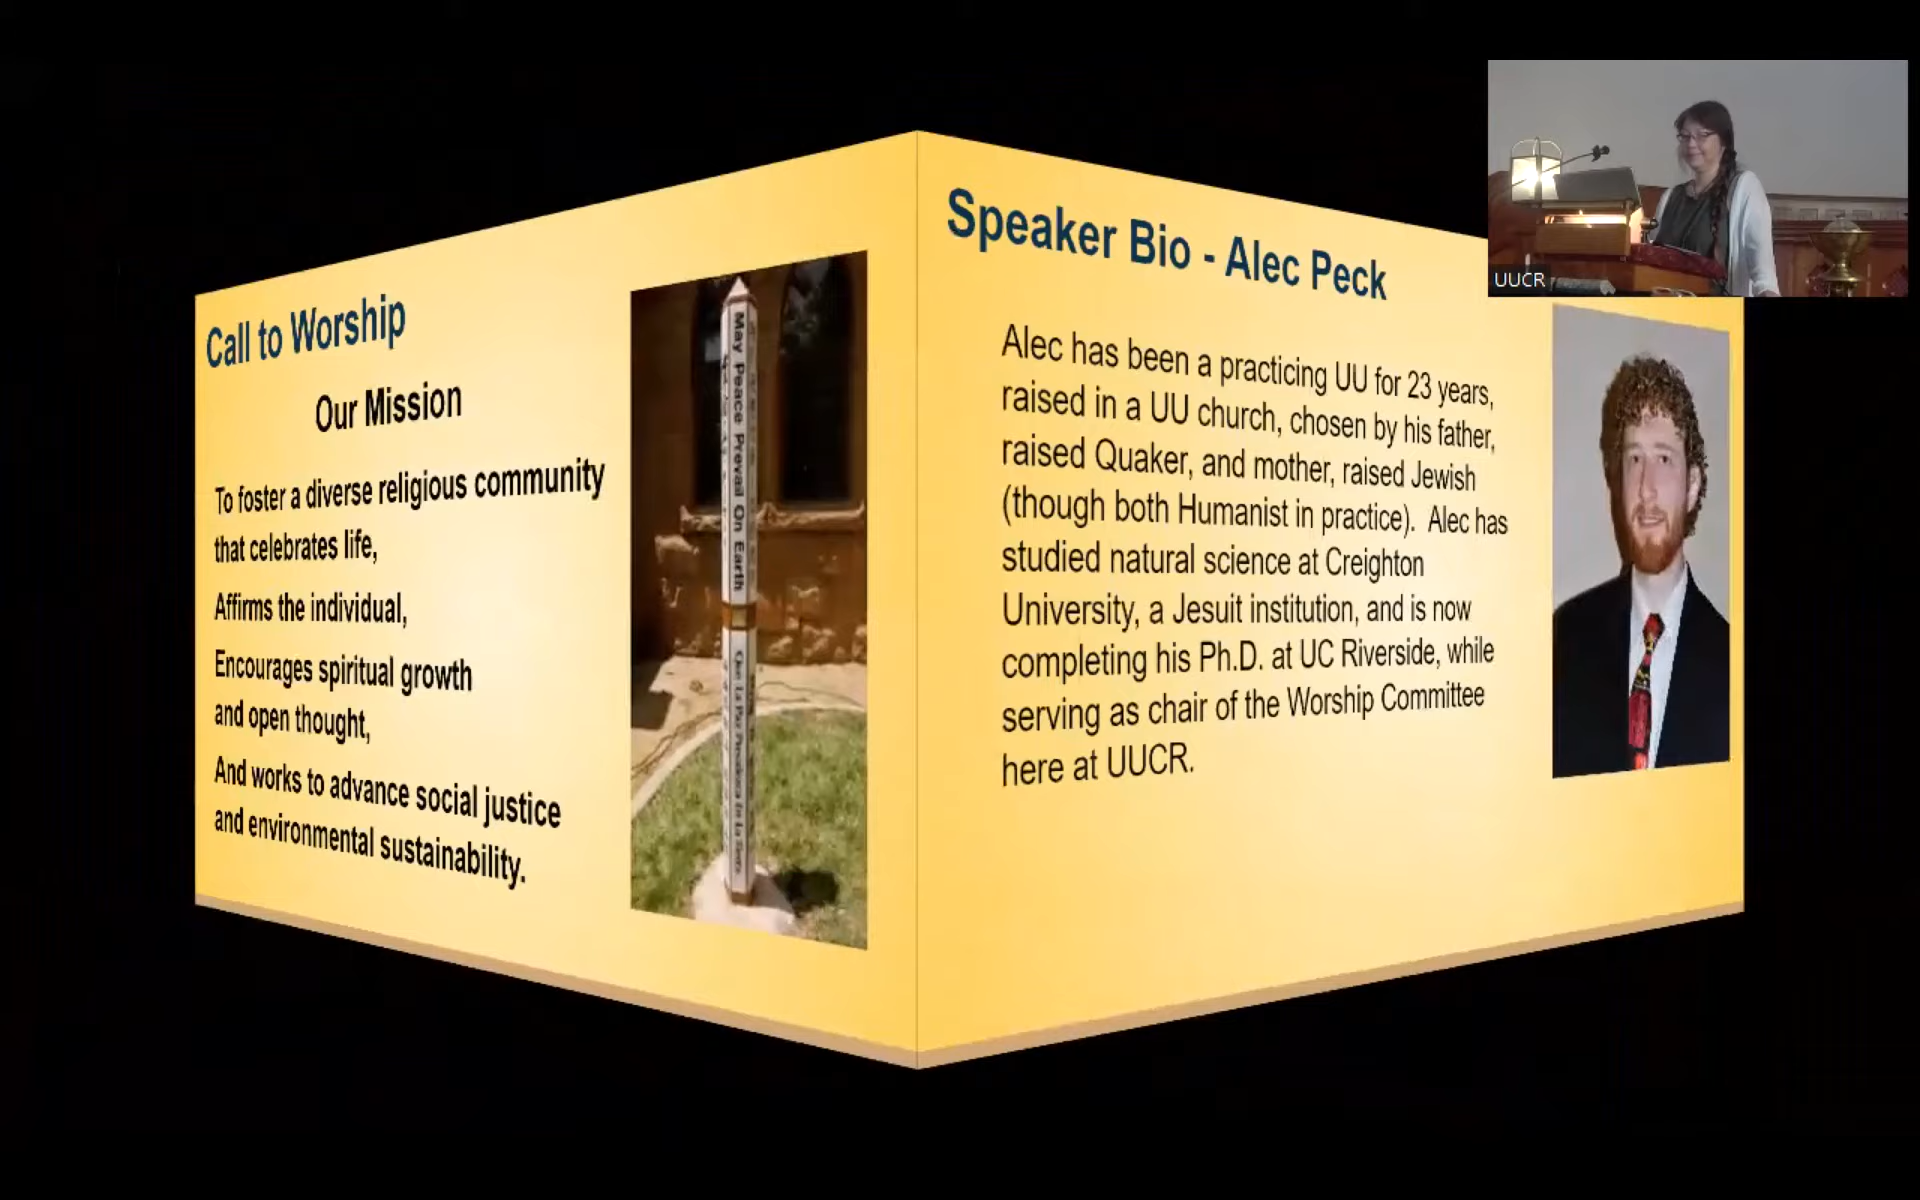 Call to Worship
Our Mission
To foster a diverse religious community
that celebrates life,
Affirms the individual,
Encourages spiritual growth
and open thought,
And works to advance social justice
and environmental sustainability.
May Peace Prevail On Earth
Que La Paz Prevalezca En La Tierra
Speaker Bio - Alec Peck
Alec has been a practicing UU for 23 years,
raised in a UU church, chosen by his father,
raised Quaker, and mother, raised Jewish
(though both Humanist in practice). Alec has
studied natural science at Creighton
University, a Jesuit institution, and is now
completing his Ph.D. at UC Riverside, while
serving as chair of the Worship Committee
here at UUCR.
UUCR